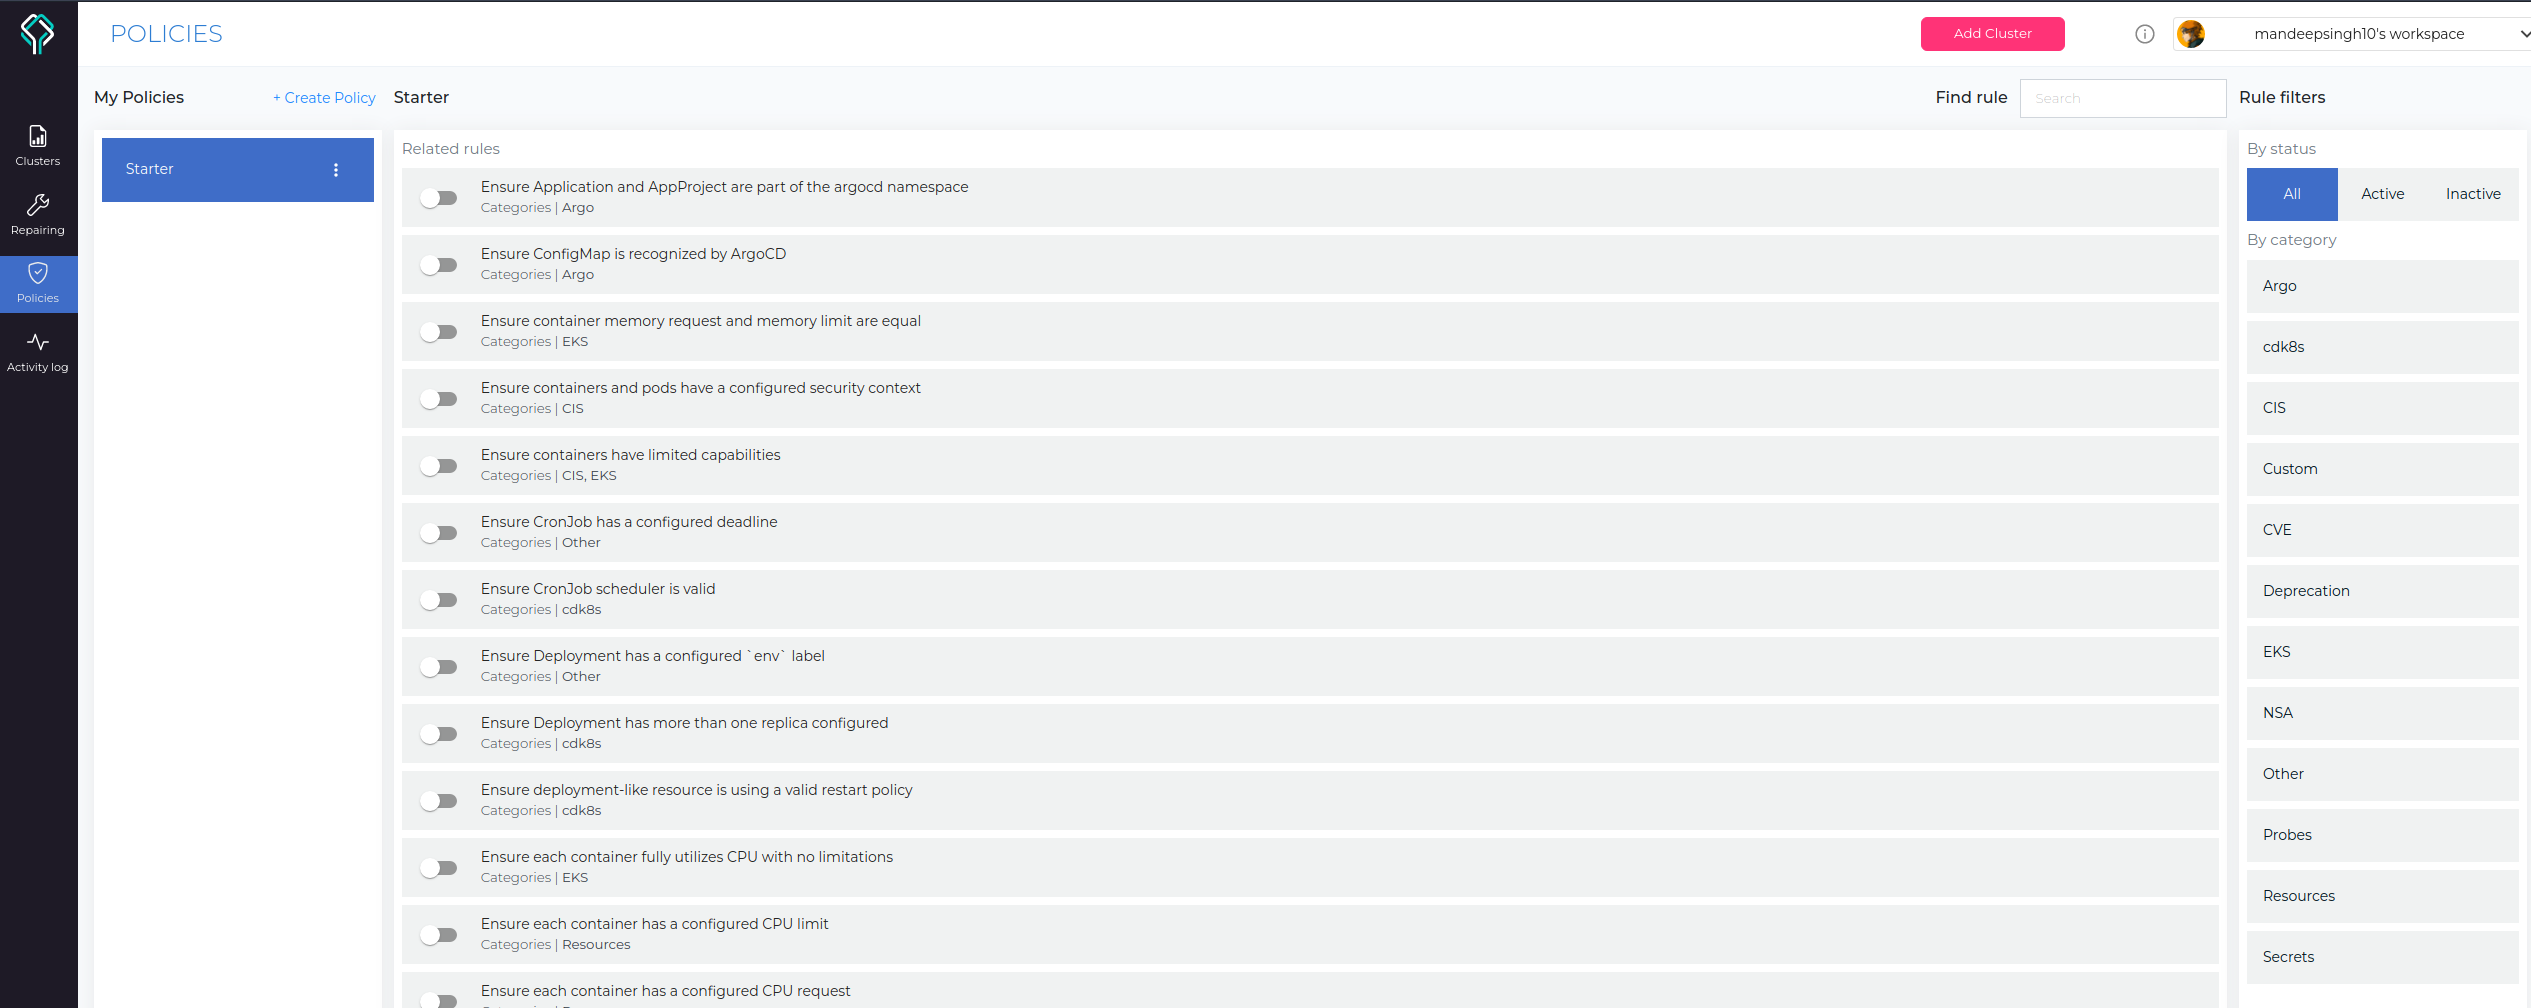 POLICIES
Add Cluster
mandeepsingh10's workspace
Clusters
Repairing
Policies
Activity log
My Policies
+ Create Policy
Starter
Starter
Find rule
Search
Related rules
Ensure Application and AppProject are part of the argocd namespace
Categories | Argo
Ensure ConfigMap is recognized by ArgoCD
Categories | Argo
Ensure container memory request and memory limit are equal
Categories | EKS
Ensure containers and pods have a configured security context
Categories | CIS
Ensure containers have limited capabilities
Categories | CIS, EKS
Ensure CronJob has a configured deadline
Categories | Other
Ensure CronJob scheduler is valid
Categories | cdk8s
Ensure Deployment has a configured `env` label
Categories | Other
Ensure Deployment has more than one replica configured
Categories | cdk8s
Ensure deployment-like resource is using a valid restart policy
Categories | cdk8s
Ensure each container fully utilizes CPU with no limitations
Categories | EKS
Ensure each container has a configured CPU limit
Categories | Resources
Ensure each container has a configured CPU request
Rule filters
By status
All Active Inactive
By category
Argo
cdk8s
CIS
Custom
CVE
Deprecation
EKS
NSA
Other
Probes
Resources
Secrets